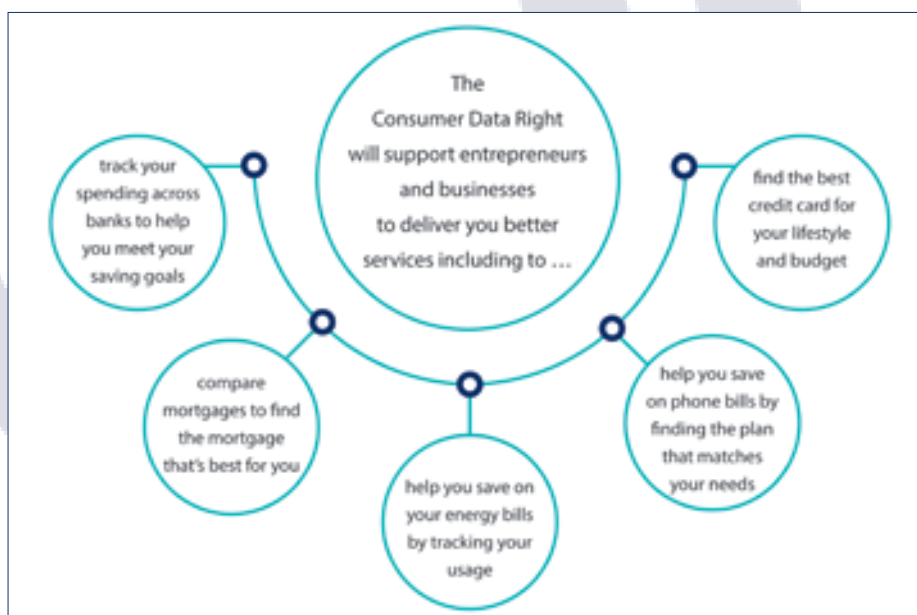 The
Consumer Data Right
will support entrepreneurs
and businesses
to deliver you better
services including to ...
track your
spending across
banks to help
you meet your
saving goals
compare
mortgages to find
the mortgage
that's best for you
help you save on
your energy bills
by tracking your
usage
help you save
on phone bills by
finding the plan
that matches
your needs
find the best
credit card for
your lifestyle
and budget